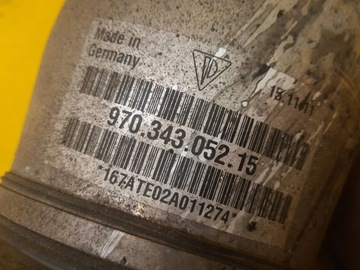 Made in
Germany
970.343.052.15
*167ATE02A011274*